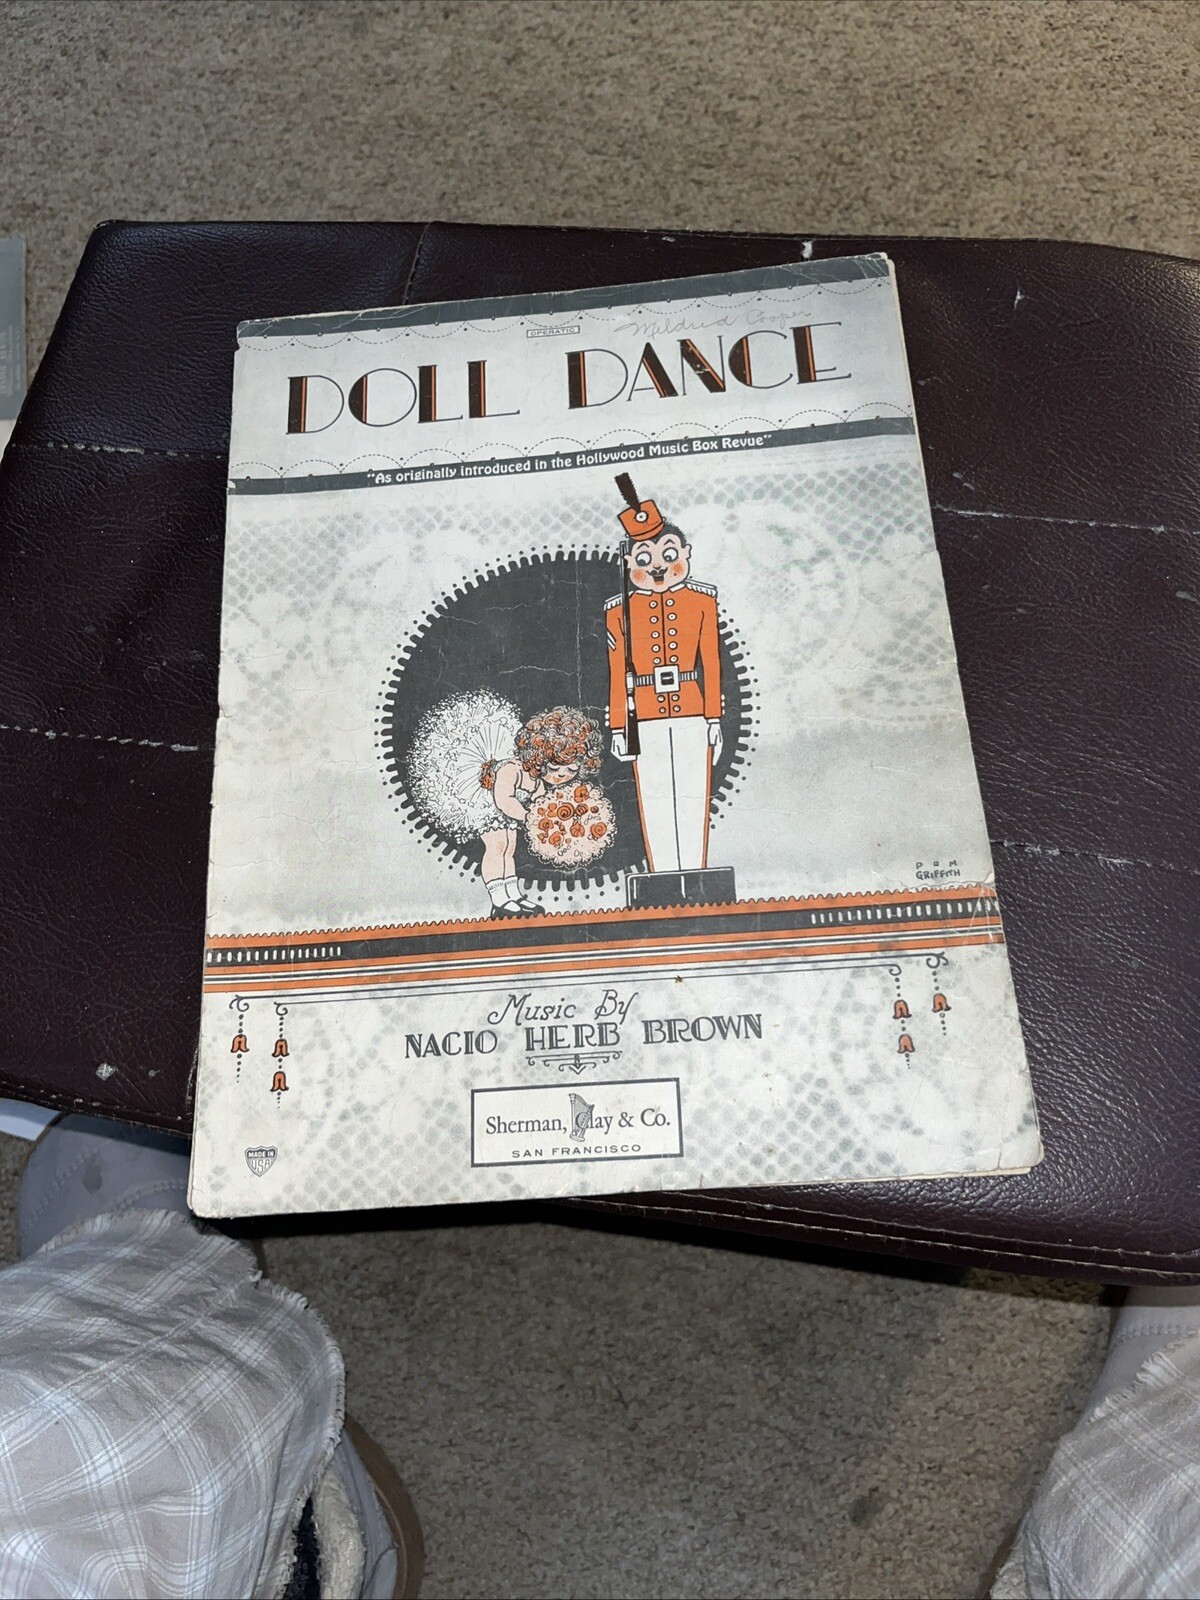 OPERATIC
Mildred Cooper
DOLL DANCE
"As originally introduced in the Hollywood Music Box Revue"
GRIFFITH
Music By
NACIO HERB BROWN
Sherman, Clay & Co.
SAN FRANCISCO
MADE IN
USA